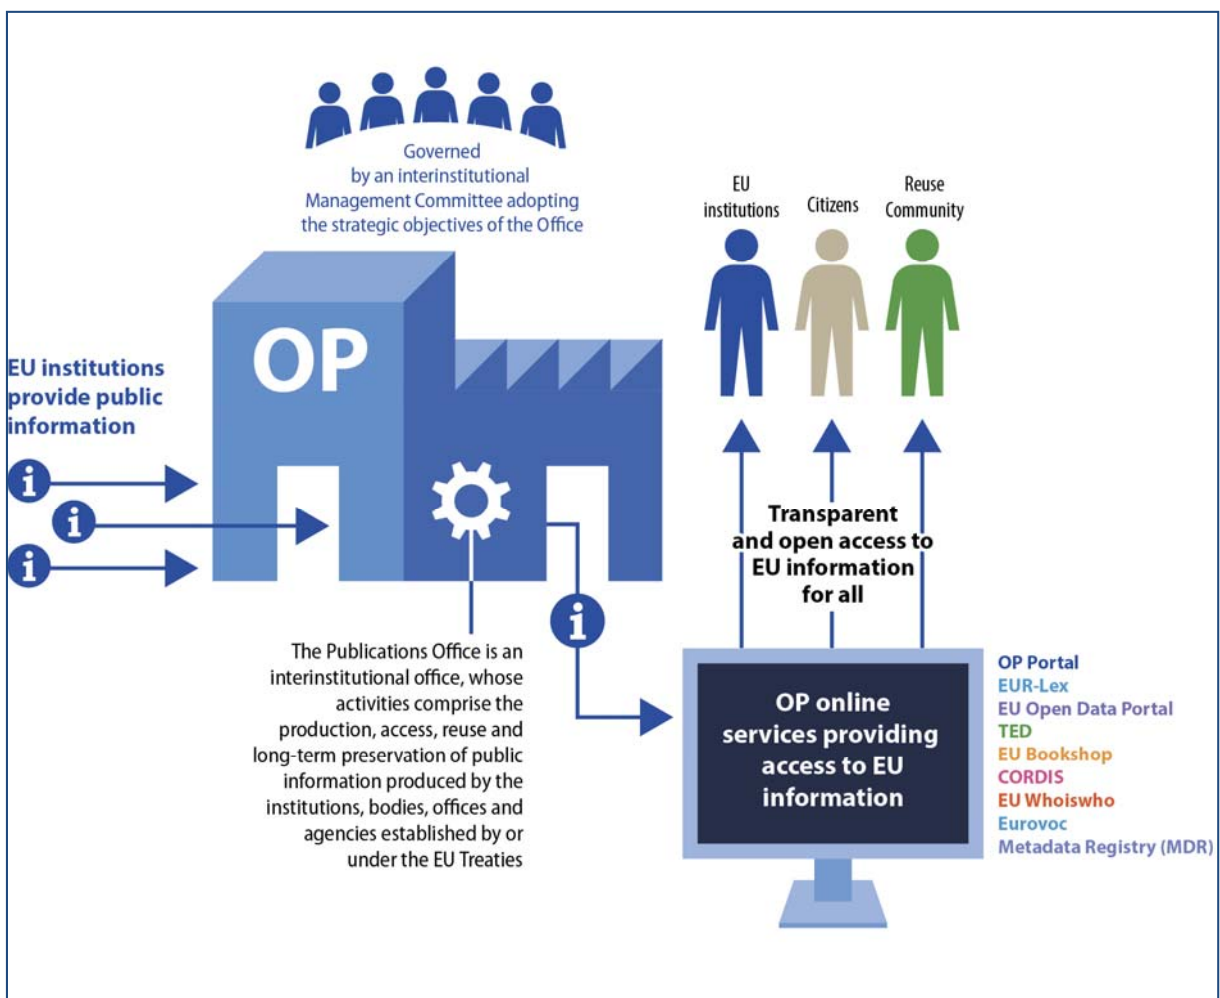 Governed
by an interinstitutional
Management Committee adopting
the strategic objectives of the Office
EU
institutions
Citizens
Reuse
Community
OP
EU institutions
provide public
information
i
i
i
Transparent
and open access to
EU information
for all
i
The Publications Office is an
interinstitutional office, whose
activities comprise the
production, access, reuse and
long-term preservation of public
information produced by the
institutions, bodies, offices and
agencies established by or
under the EU Treaties
OP online
services providing
access to EU
information
OP Portal
EUR-Lex
EU Open Data Portal
TED
EU Bookshop
CORDIS
EU Whoiswho
Eurovoc
Metadata Registry (MDR)